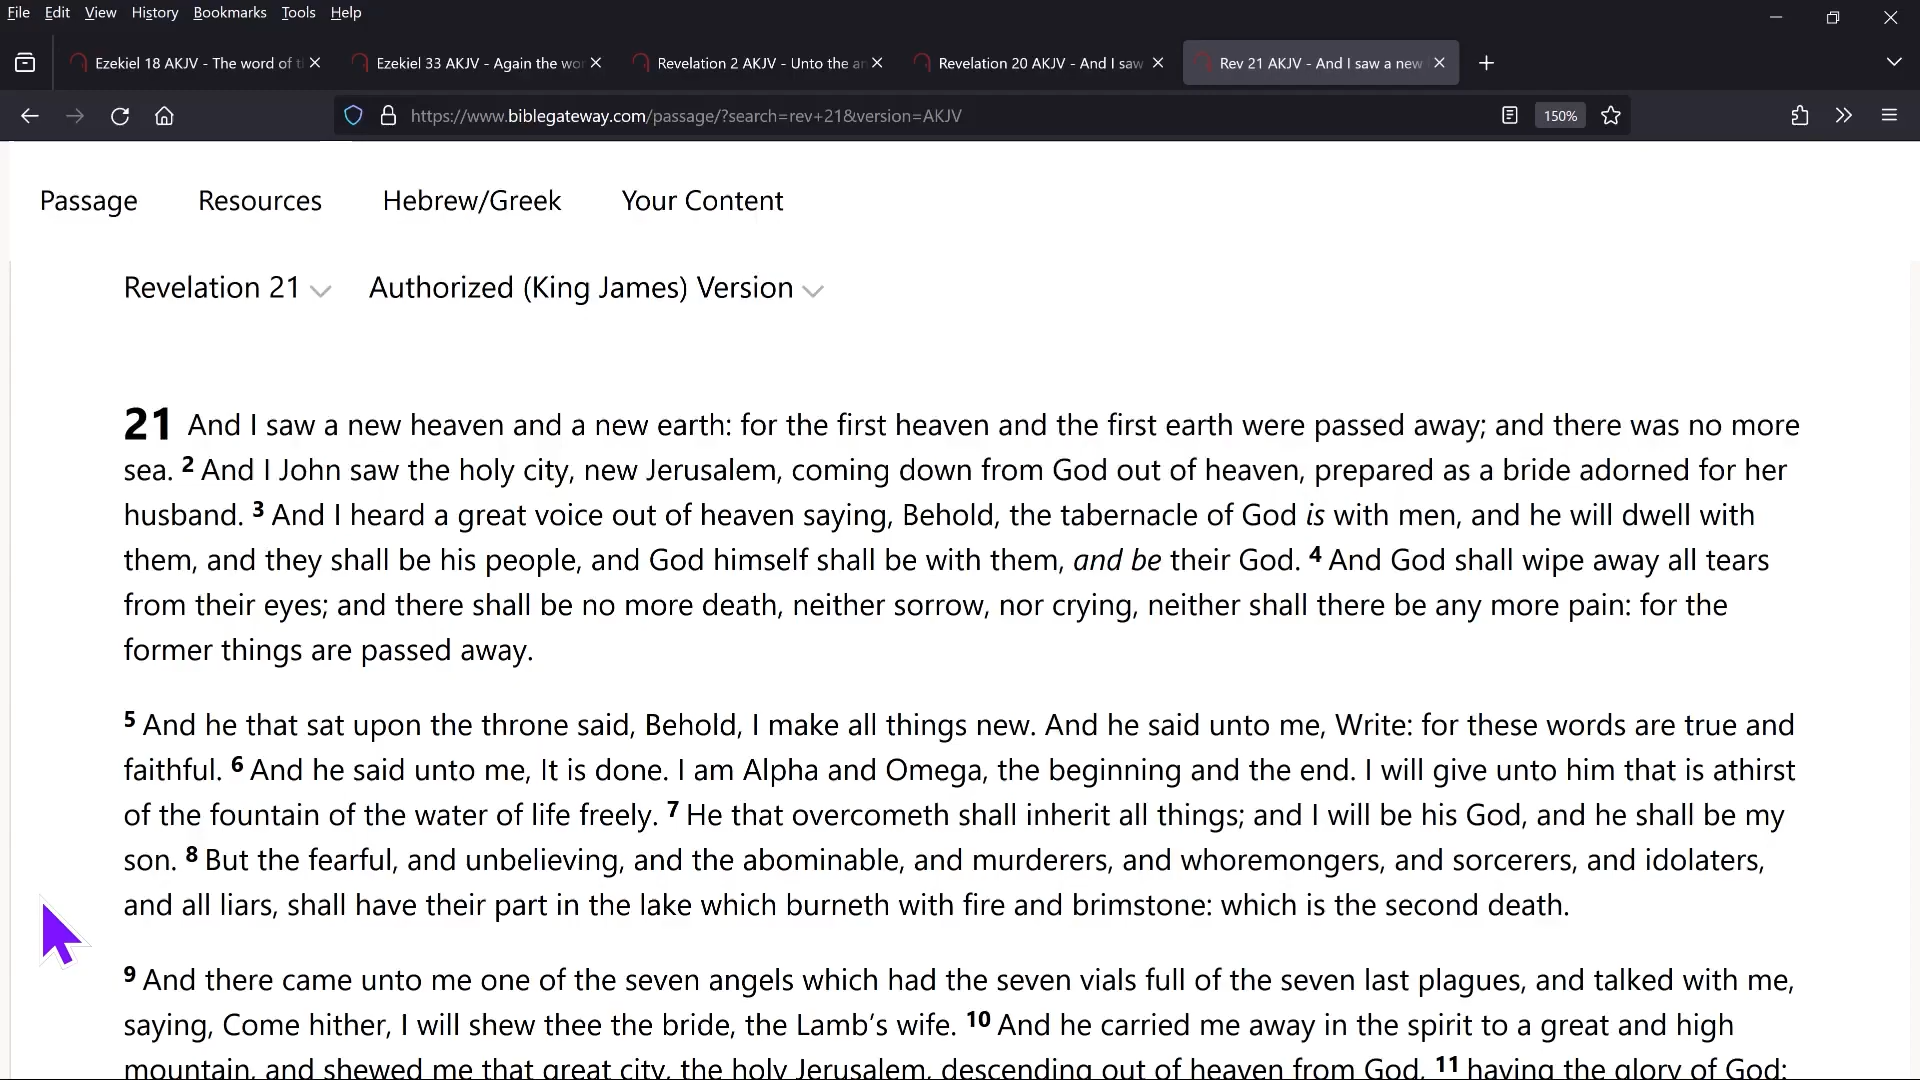 File Edit View History Bookmarks Tools Help
Ezekiel 18 AKJV - The word of t
Ezekiel 33 AKJV - Again the wor
Revelation 2 AKJV - Unto the an
Revelation 20 AKJV - And I saw
Rev 21 AKJV - And I saw a new
https://www.biblegateway.com/passage/?search=rev+21&version=AKJV
150%
Passage Resources Hebrew/Greek Your Content
Revelation 21 Authorized (King James) Version
21 And I saw a new heaven and a new earth: for the first heaven and the first earth were passed away; and there was no more
sea. 2 And I John saw the holy city, new Jerusalem, coming down from God out of heaven, prepared as a bride adorned for her
husband. 3 And I heard a great voice out of heaven saying, Behold, the tabernacle of God is with men, and he will dwell with
them, and they shall be his people, and God himself shall be with them, and be their God. 4 And God shall wipe away all tears
from their eyes; and there shall be no more death, neither sorrow, nor crying, neither shall there be any more pain: for the
former things are passed away.
5 And he that sat upon the throne said, Behold, I make all things new. And he said unto me, Write: for these words are true and
faithful. 6 And he said unto me, It is done. I am Alpha and Omega, the beginning and the end. I will give unto him that is athirst
of the fountain of the water of life freely. 7 He that overcometh shall inherit all things; and I will be his God, and he shall be my
son. 8 But the fearful, and unbelieving, and the abominable, and murderers, and whoremongers, and sorcerers, and idolaters,
and all liars, shall have their part in the lake which burneth with fire and brimstone: which is the second death.
9 And there came unto me one of the seven angels which had the seven vials full of the seven last plagues, and talked with me,
saying, Come hither, I will shew thee the bride, the Lamb’s wife. 10 And he carried me away in the spirit to a great and high
mountain, and shewed me that great city, the holy Jerusalem, descending out of heaven from God, 11 having the glory of God: